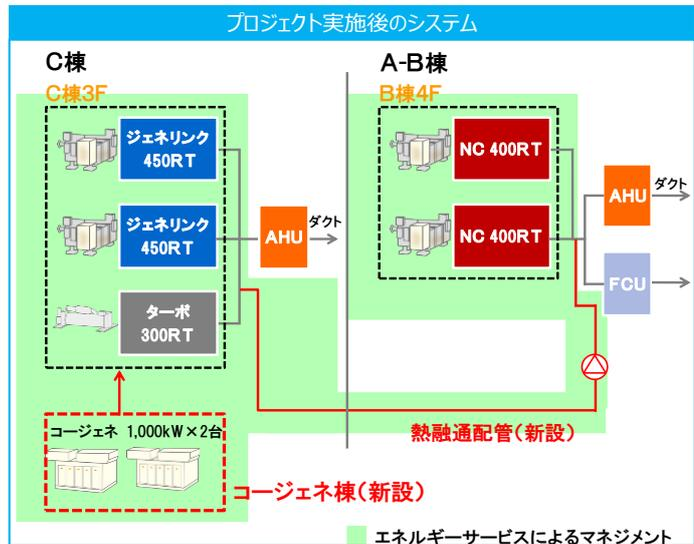 プロジェクト実施後のシステム
C棟
C棟3F
ジェネリンク
450RT
ジェネリンク
450RT
ターボ
300RT
AHU
ダクト
コージェネ 1,000kW×2台
コージェネ棟(新設)
A-B棟
B棟4F
NC 400RT
NC 400RT
AHU
ダクト
FCU
熱融通配管(新設)
エネルギーサービスによるマネジメント